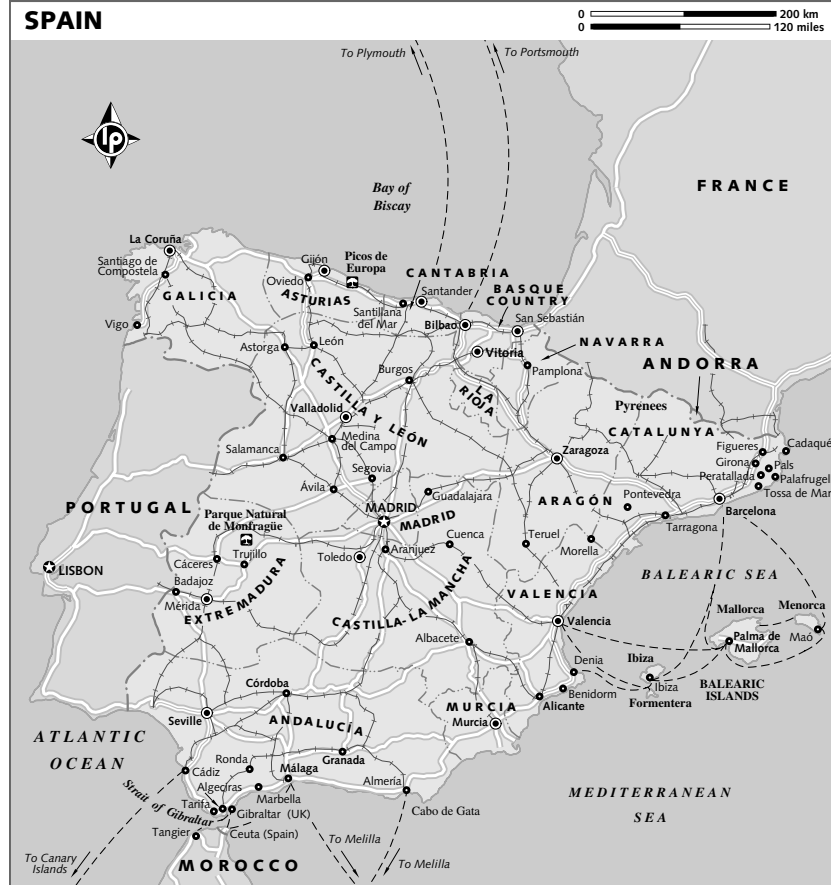 SPAIN
0 200 km
0 120 miles
To Plymouth
To Portsmouth
lp
FRANCE
Bay of
Biscay
La Coruña
Santiago de
Compostela
GALICIA
Vigo
Gijón
Oviedo
ASTURIAS
Picos de
Europa
CANTABRIA
Santander
Santillana
del Mar
BASQUE
COUNTRY
Bilbao
San Sebastián
Vitoria
NAVARRA
Pamplona
ANDORRA
Astorga
León
Burgos
LA
RIOJA
CASTILLA Y LEÓN
Valladolid
Pyrenees
CATALUNYA
Medina
del Campo
Salamanca
Segovia
Ávila
Zaragoza
Figueres
Cadaqué
Girona
Pals
Peratallada
Palafrugel
Tossa de Mar
Guadalajara
ARAGÓN
Pontevedra
Barcelona
Tarragona
PORTUGAL
Parque Natural
de Monfragüe
MADRID
MADRID
Cuenca
Teruel
Morella
LISBON
Cáceres
Trujillo
Toledo
Aranjuez
Badajoz
Mérida
EXTREMADURA
CASTILLA-LA MANCHA
VALENCIA
Valencia
BALEARIC SEA
Mallorca
Menorca
Palma de
Mallorca
Maó
Albacete
Denia
Ibiza
Ibiza
Formentera
BALEARIC
ISLANDS
Benidorm
Alicante
Córdoba
Seville
ANDALUCÍA
MURCIA
Murcia
ATLANTIC
OCEAN
Granada
Ronda
Málaga
Cádiz
Algeciras
Marbella
Almería
Cabo de Gata
MEDITERRANEAN
SEA
Strait of Gibraltar
Tarifa
Gibraltar (UK)
Tangier
Ceuta (Spain)
To Canary
Islands
MOROCCO
To Melilla
To Melilla